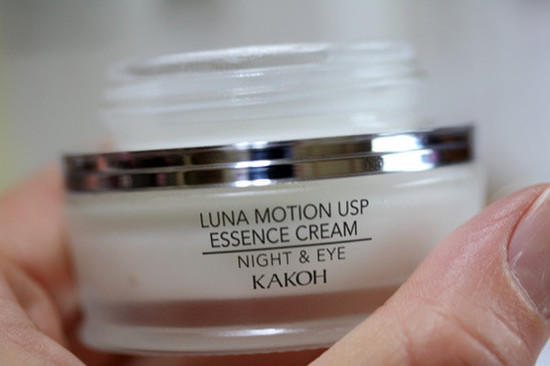 LUNA MOTION USP
ESSENCE CREAM
NIGHT & EYE
KAKOH